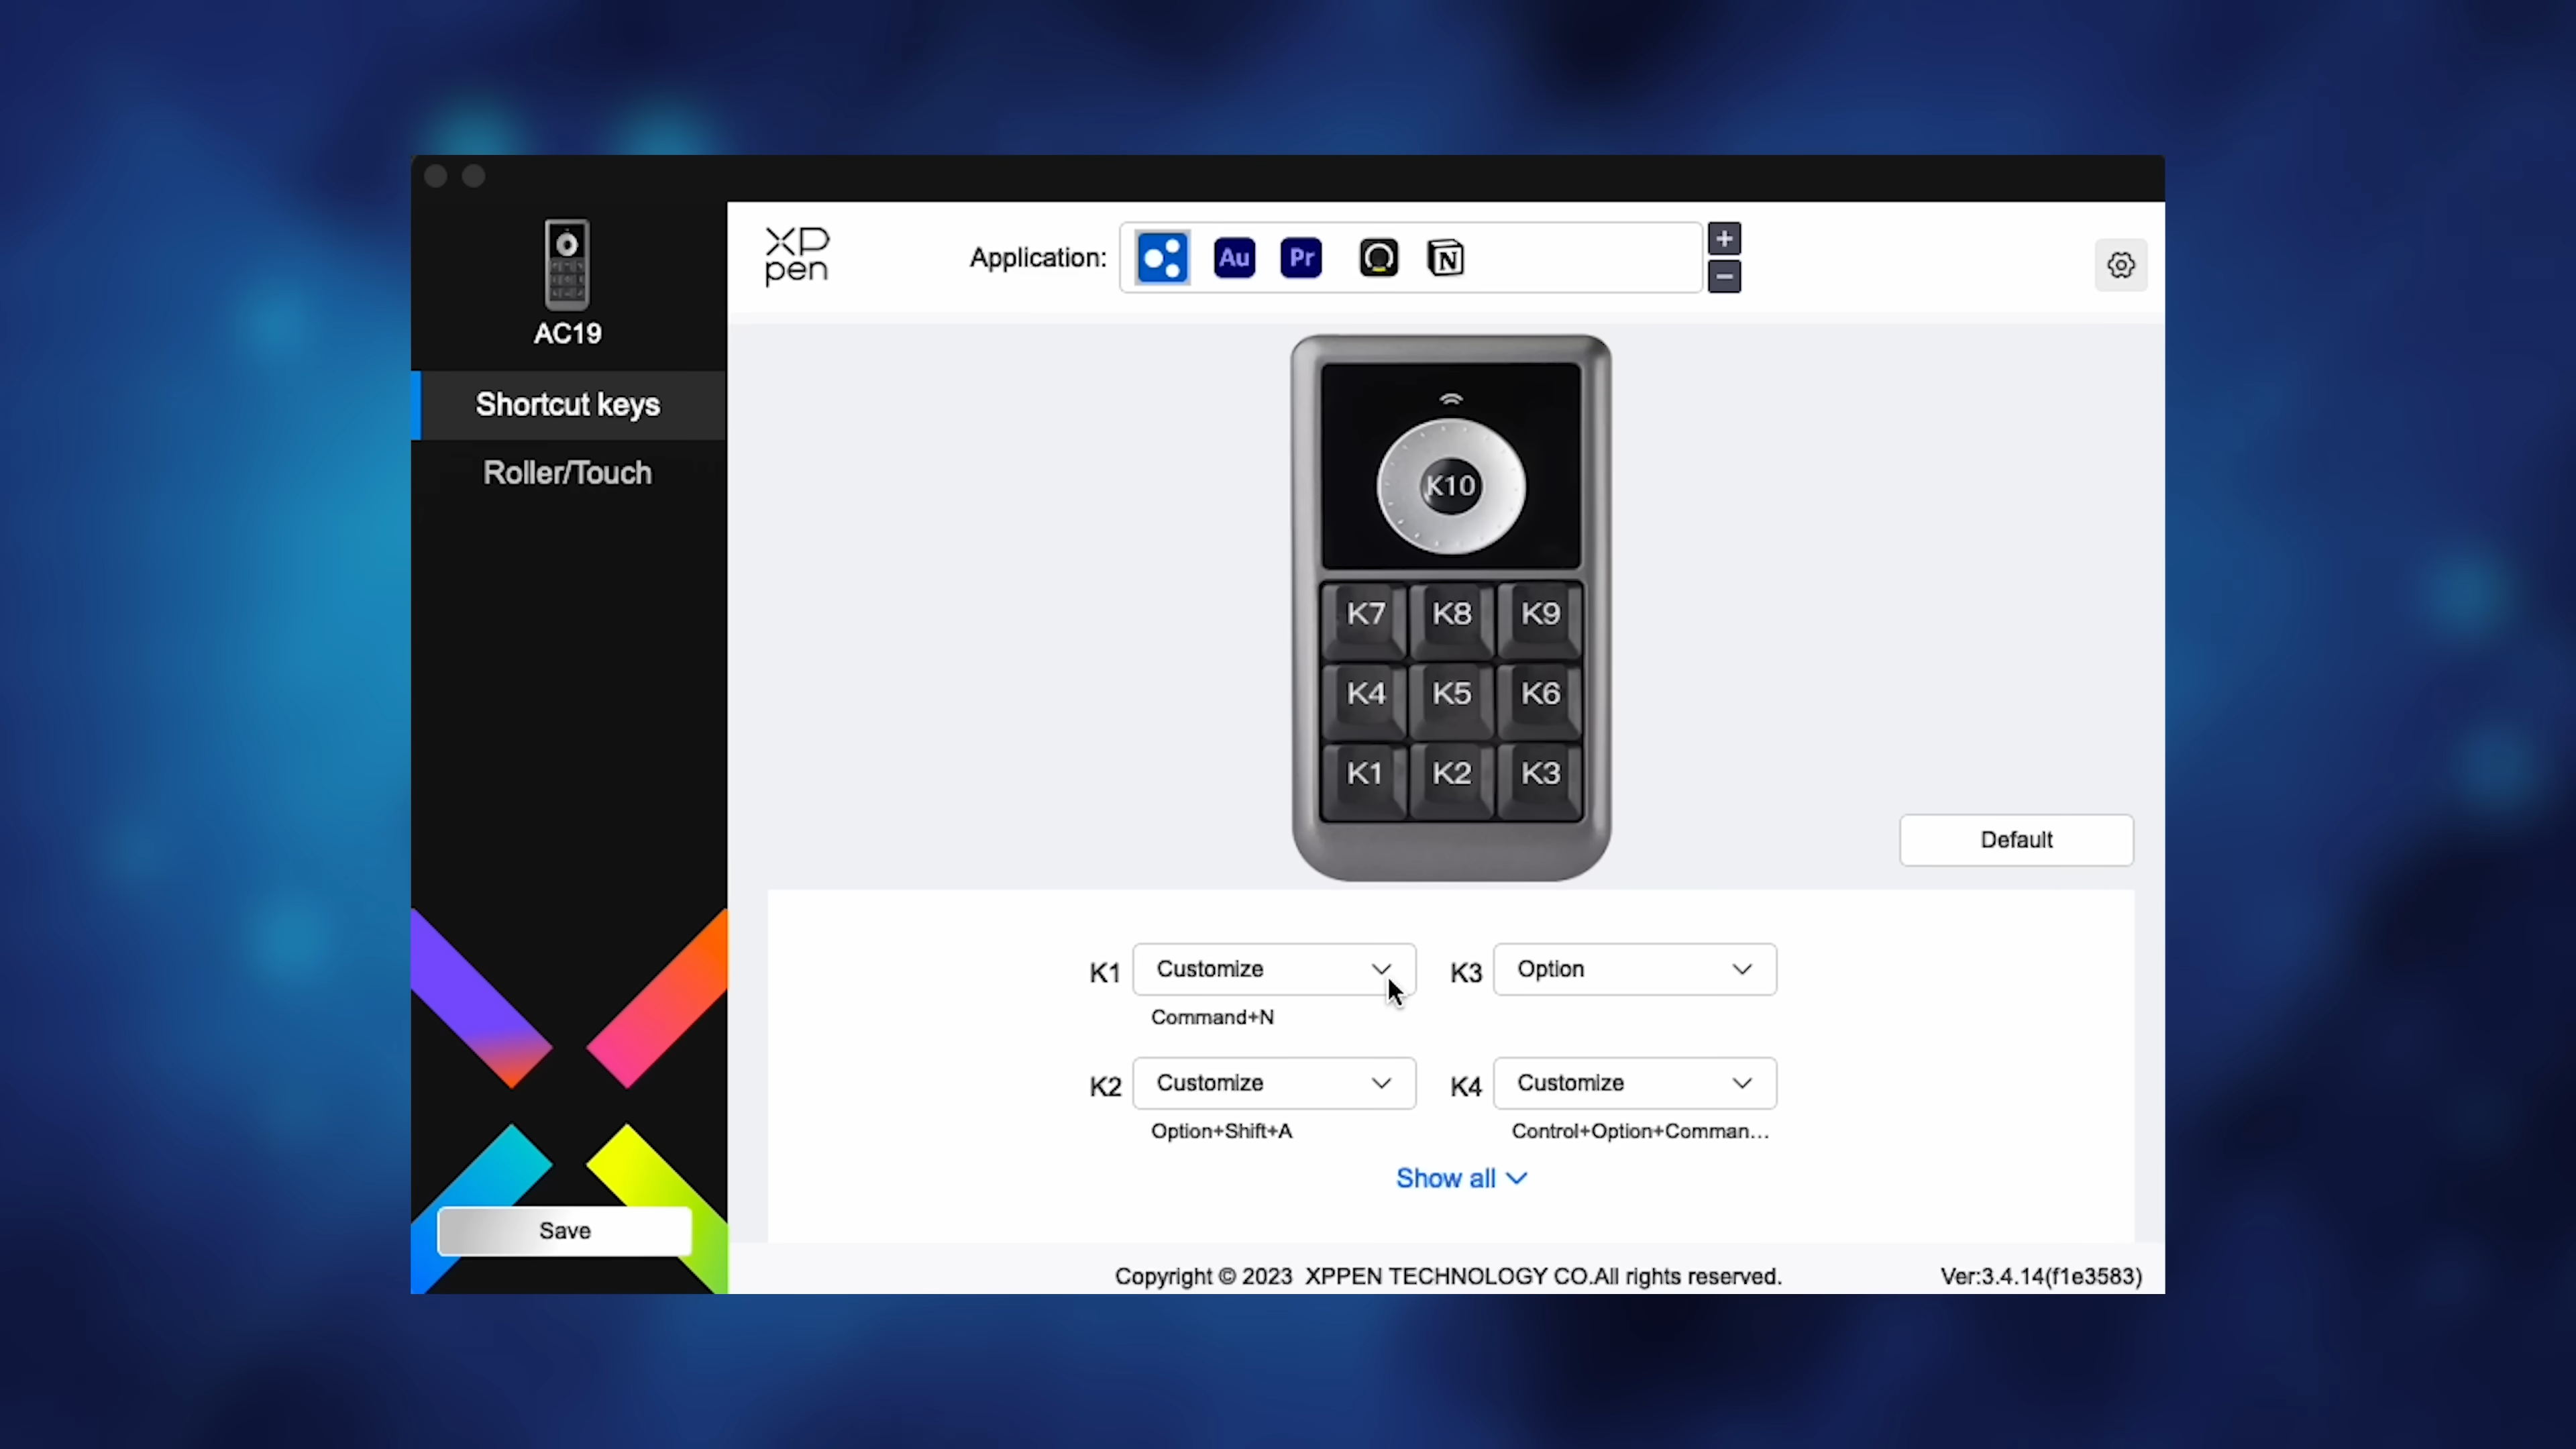 AC19
Shortcut keys
Roller/Touch
Save
XP
pen
Application:
Au
Pr
N
+
−
K10
K7 K8 K9
K4 K5 K6
K1 K2 K3
Default
K1 Customize
Command+N
K3 Option
K2 Customize
Option+Shift+A
K4 Customize
Control+Option+Comman...
Show all
Copyright © 2023 XPPEN TECHNOLOGY CO.All rights reserved.
Ver:3.4.14(f1e3583)